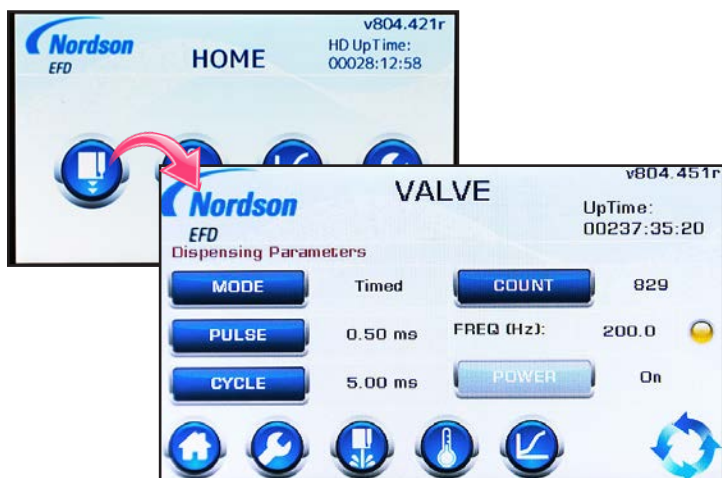 v804.421r
Nordson
EFD
HOME
HD UpTime:
00028:12:58
v804.451r
Nordson
EFD
VALVE
UpTime:
00237:35:20
Dispensing Parameters
MODE Timed COUNT 829
PULSE 0.50 ms FREQ (Hz): 200.0
CYCLE 5.00 ms POWER On